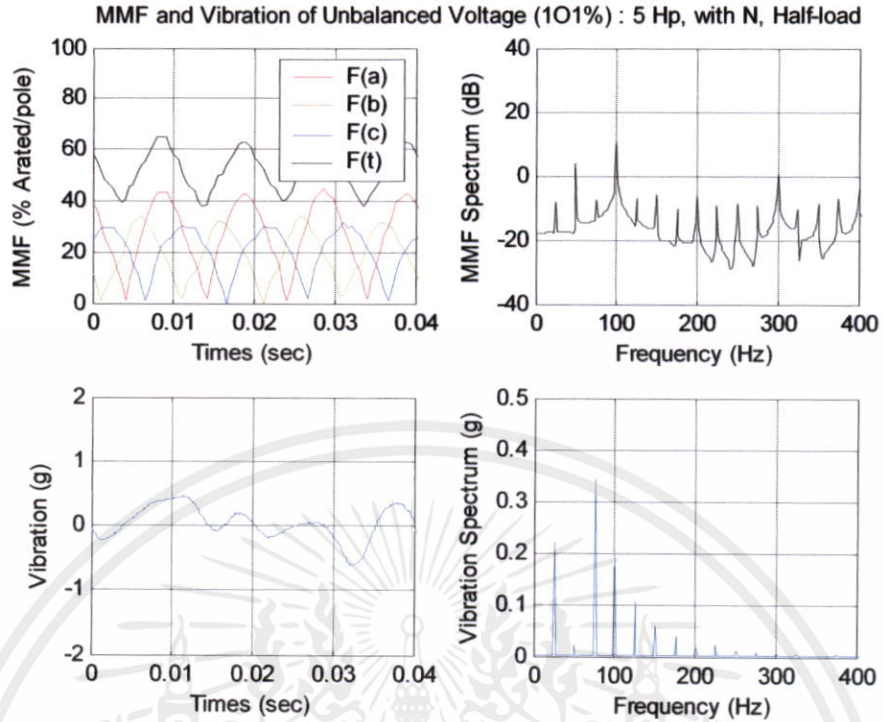 MMF and Vibration of Unbalanced Voltage (1O1%) : 5 Hp, with N, Half-load
MMF (% Arated/pole)
100
80
60
40
20
0
0 0.01 0.02 0.03 0.04
Times (sec)
F(a)
F(b)
F(c)
F(t)
MMF Spectrum (dB)
40
20
0
-20
-40
0 100 200 300 400
Frequency (Hz)
Vibration (g)
2
1
0
-1
-2
0 0.01 0.02 0.03 0.04
Times (sec)
Vibration Spectrum (g)
0.5
0.4
0.3
0.2
0.1
0
0 100 200 300 400
Frequency (Hz)